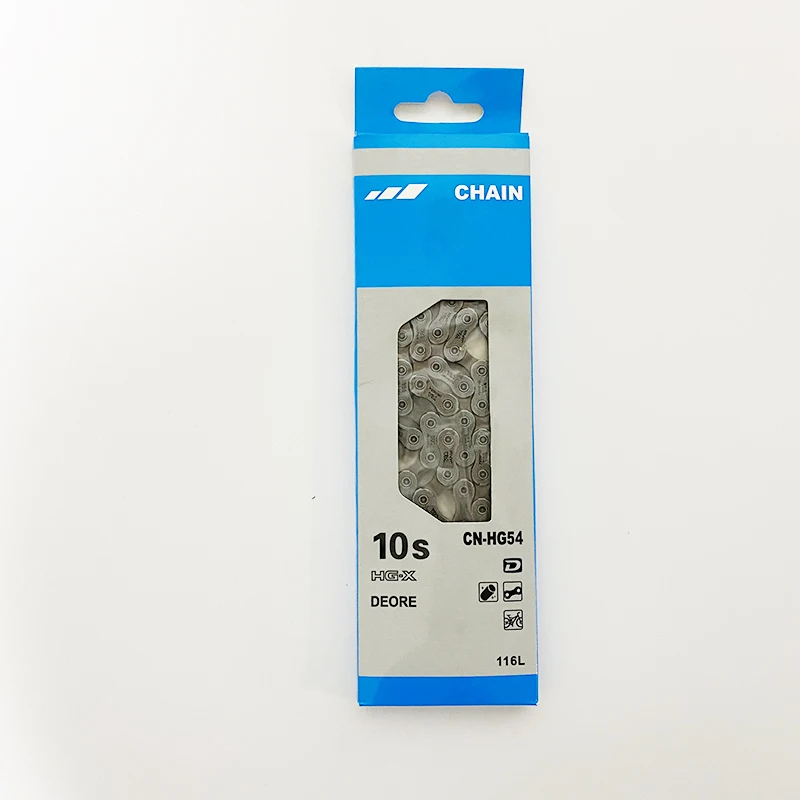 CHAIN
10s
CN-HG54
HG-X
DEORE
116L